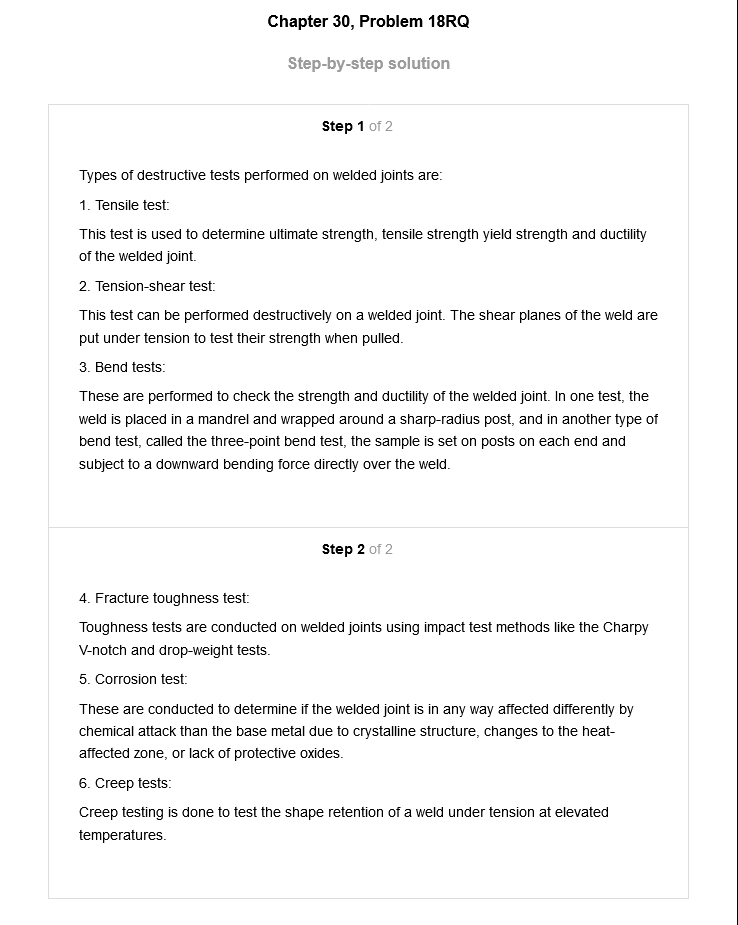 Chapter 30, Problem 18RQ
Step-by-step solution
Step 1 of 2
Types of destructive tests performed on welded joints are:
1. Tensile test:
This test is used to determine ultimate strength, tensile strength yield strength and ductility
of the welded joint.
2. Tension-shear test:
This test can be performed destructively on a welded joint. The shear planes of the weld are
put under tension to test their strength when pulled.
3. Bend tests:
These are performed to check the strength and ductility of the welded joint. In one test, the
weld is placed in a mandrel and wrapped around a sharp-radius post, and in another type of
bend test, called the three-point bend test, the sample is set on posts on each end and
subject to a downward bending force directly over the weld.
Step 2 of 2
4. Fracture toughness test:
Toughness tests are conducted on welded joints using impact test methods like the Charpy
V-notch and drop-weight tests.
5. Corrosion test:
These are conducted to determine if the welded joint is in any way affected differently by
chemical attack than the base metal due to crystalline structure, changes to the heat-
affected zone, or lack of protective oxides.
6. Creep tests:
Creep testing is done to test the shape retention of a weld under tension at elevated
temperatures.